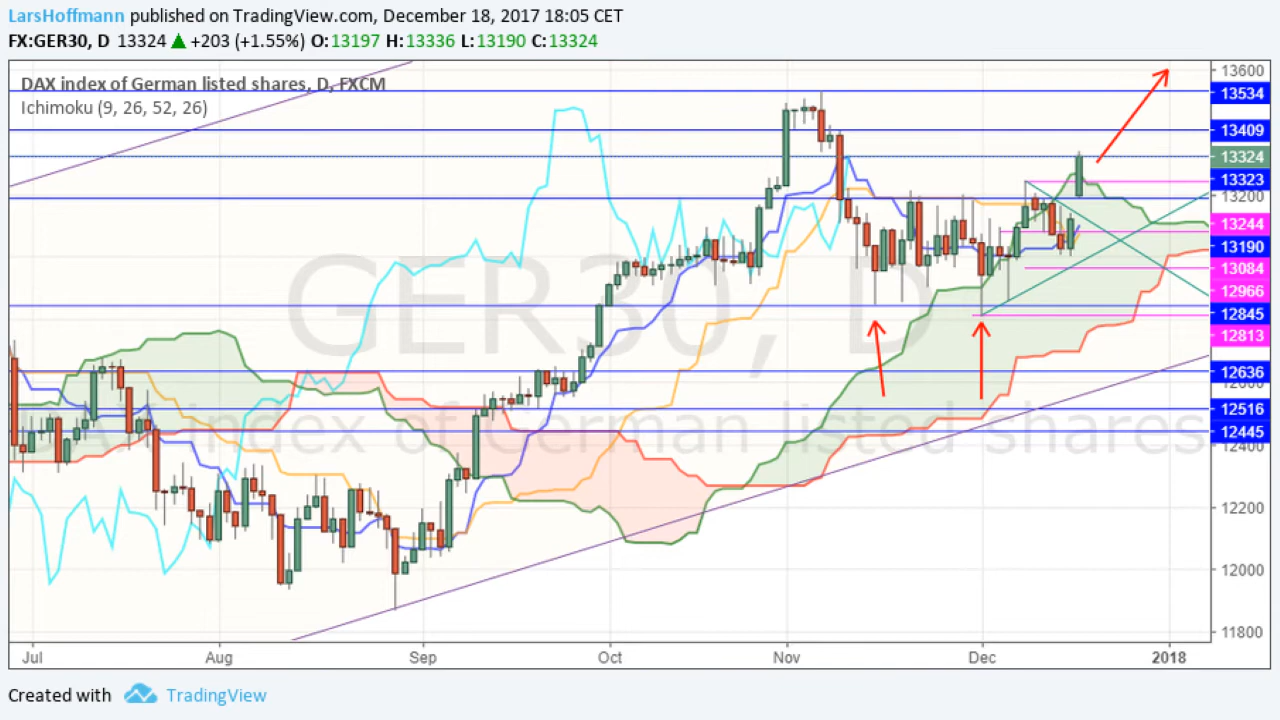 LarsHoffmann published on TradingView.com, December 18, 2017 18:05 CET
FX:GER30, D 13324 ▲ +203 (+1.55%) O:13197 H:13336 L:13190 C:13324
DAX index of German listed shares, D, FXCM
Ichimoku (9, 26, 52, 26)
GER30, D
DAX index of German listed shares
13600
13534
13409
13324
13323
13200
13244
13190
13084
12966
12845
12813
12636
12600
12516
12445
12400
12200
12000
11800
Jul Aug Sep Oct Nov Dec 2018
Created with TradingView